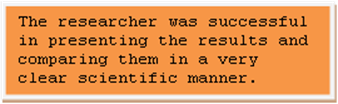 The researcher was successful
in presenting the results and
comparing them in a very
clear scientific manner.